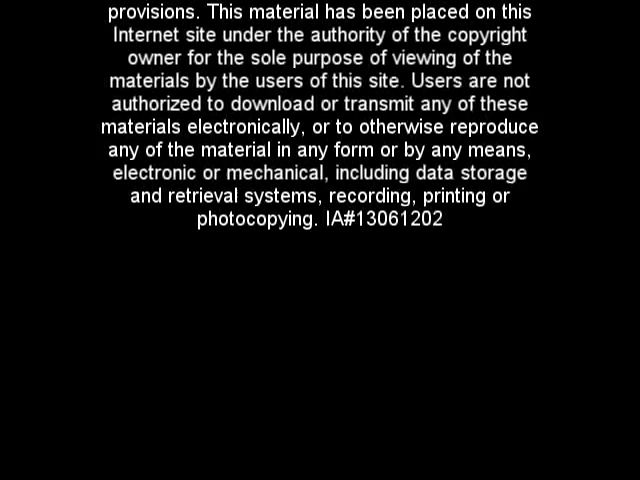 provisions. This material has been placed on this
Internet site under the authority of the copyright
owner for the sole purpose of viewing of the
materials by the users of this site. Users are not
authorized to download or transmit any of these
materials electronically, or to otherwise reproduce
any of the material in any form or by any means,
electronic or mechanical, including data storage
and retrieval systems, recording, printing or
photocopying. IA#13061202